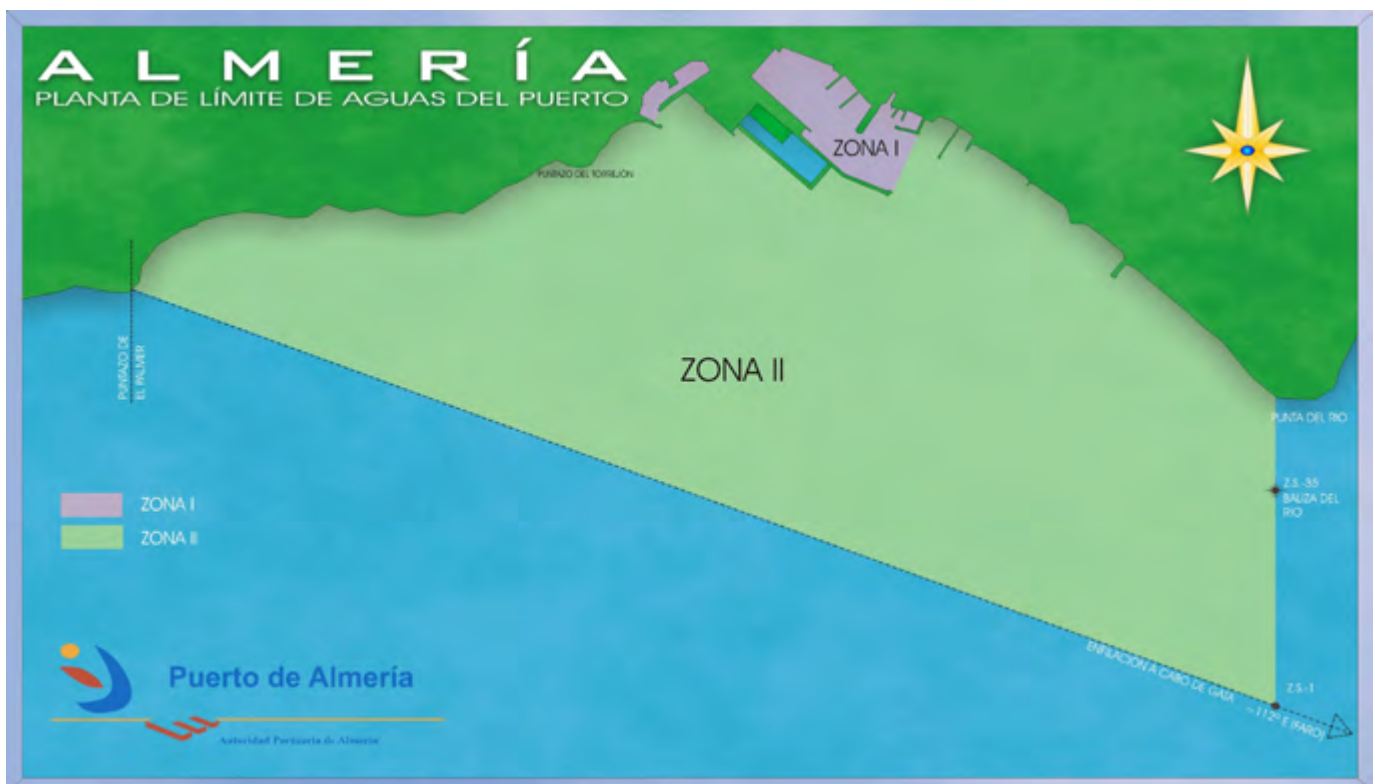 ALMERÍA
PLANTA DE LÍMITE DE AGUAS DEL PUERTO
ZONA I
PUNTAZO DEL TORREJON
PUNTAZO DE
EL PALMER
ZONA II
PUNTA DEL RIO
Z.S.-35
BALIZA DEL
RIO
ZONA I
ZONA II
ENFILACIÓN A CABO DE GATA
Z.S.-1
112º E (FARO)
Puerto de Almería
Autoridad Portuaria de Almería